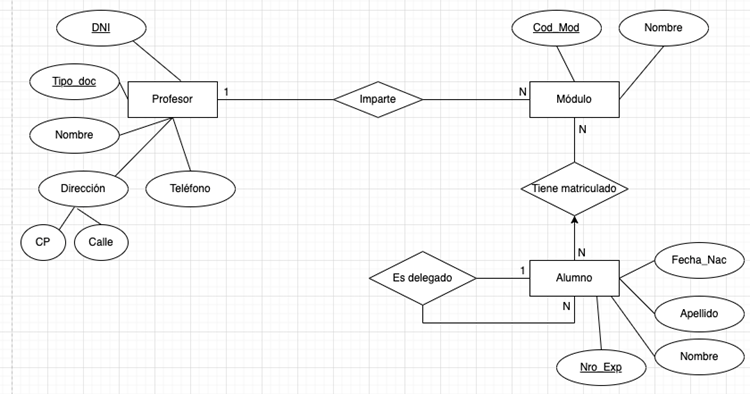 DNI
Cod_Mod
Nombre
Tipo_doc
Profesor
1
Imparte
N
Módulo
Nombre
N
Dirección
Teléfono
Tiene matriculado
CP
Calle
N
Fecha_Nac
Es delegado
1
Alumno
N
Apellido
Nombre
Nro_Exp